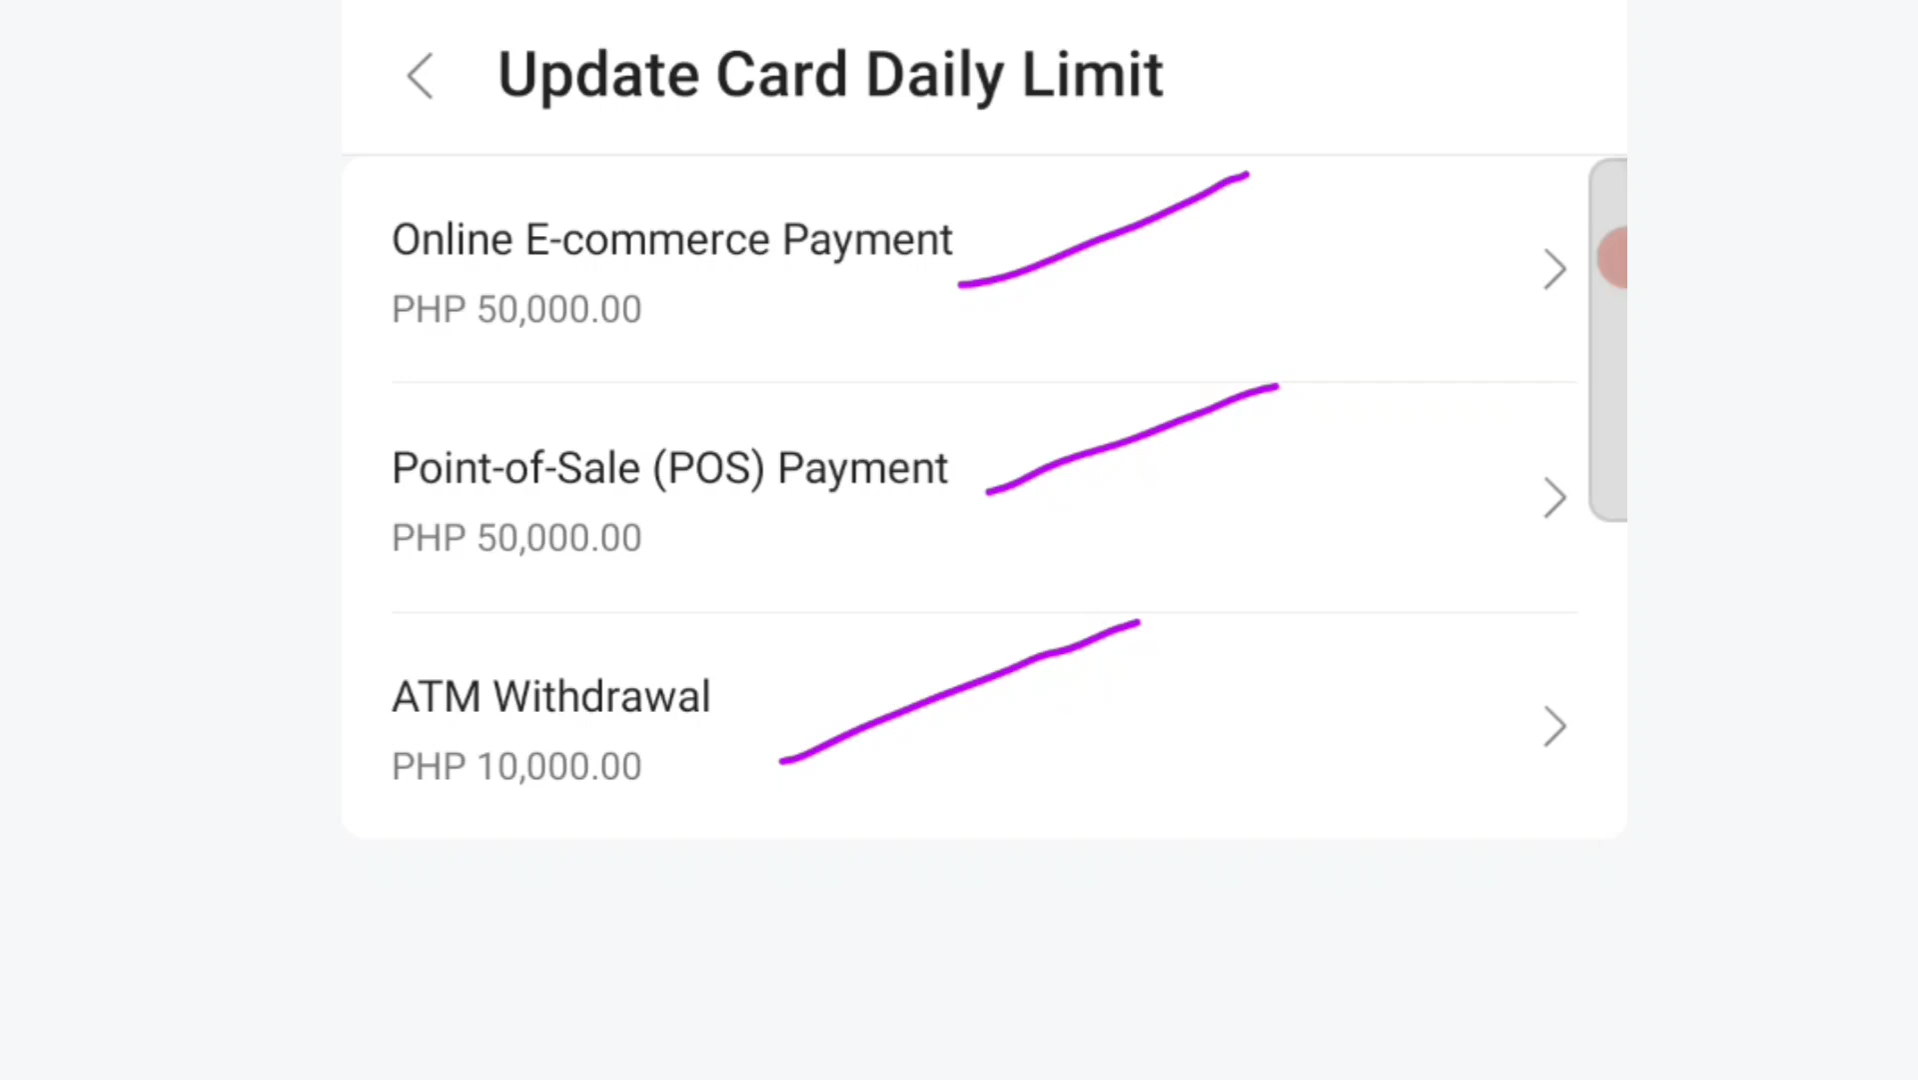 Update Card Daily Limit
Online E-commerce Payment
PHP 50,000.00
Point-of-Sale (POS) Payment
PHP 50,000.00
ATM Withdrawal
PHP 10,000.00